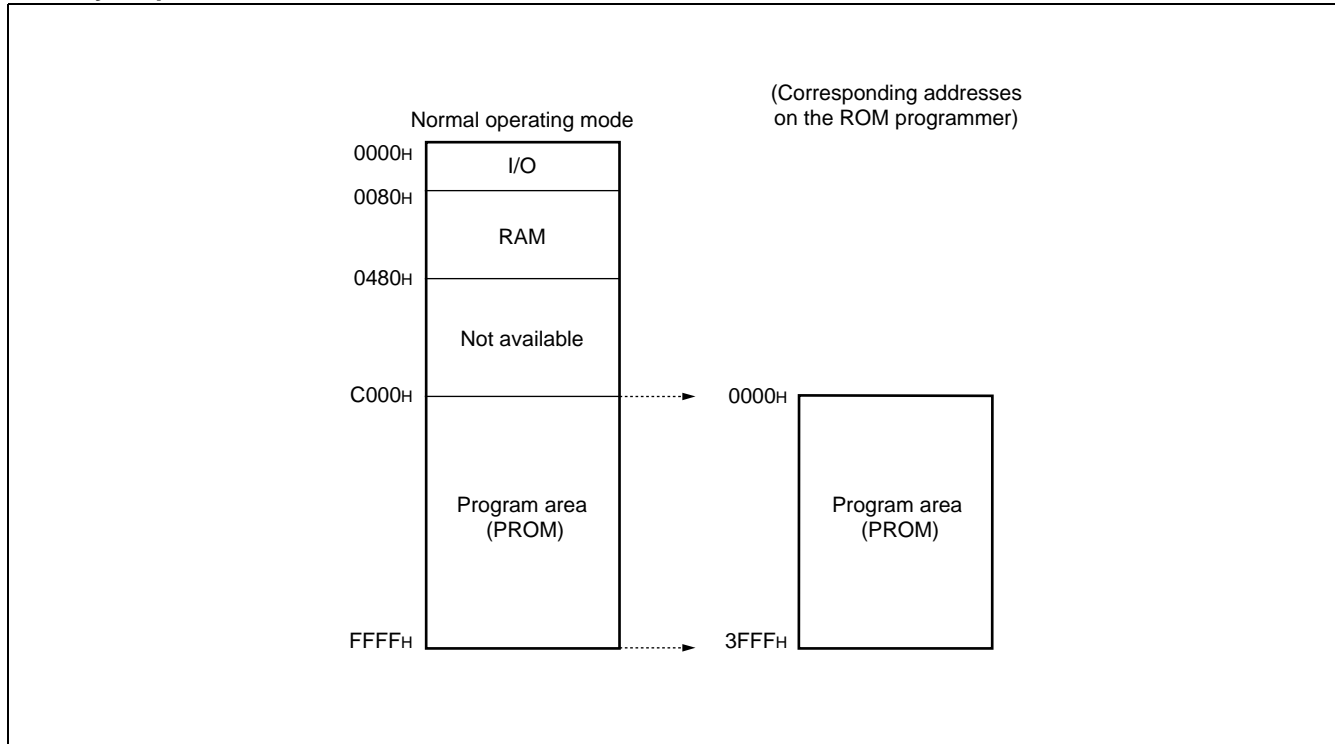 Normal operating mode
(Corresponding addresses
on the ROM programmer)
0000H
I/O
0080H
RAM
0480H
Not available
C000H
0000H
Program area
(PROM)
Program area
(PROM)
FFFFH
3FFFH